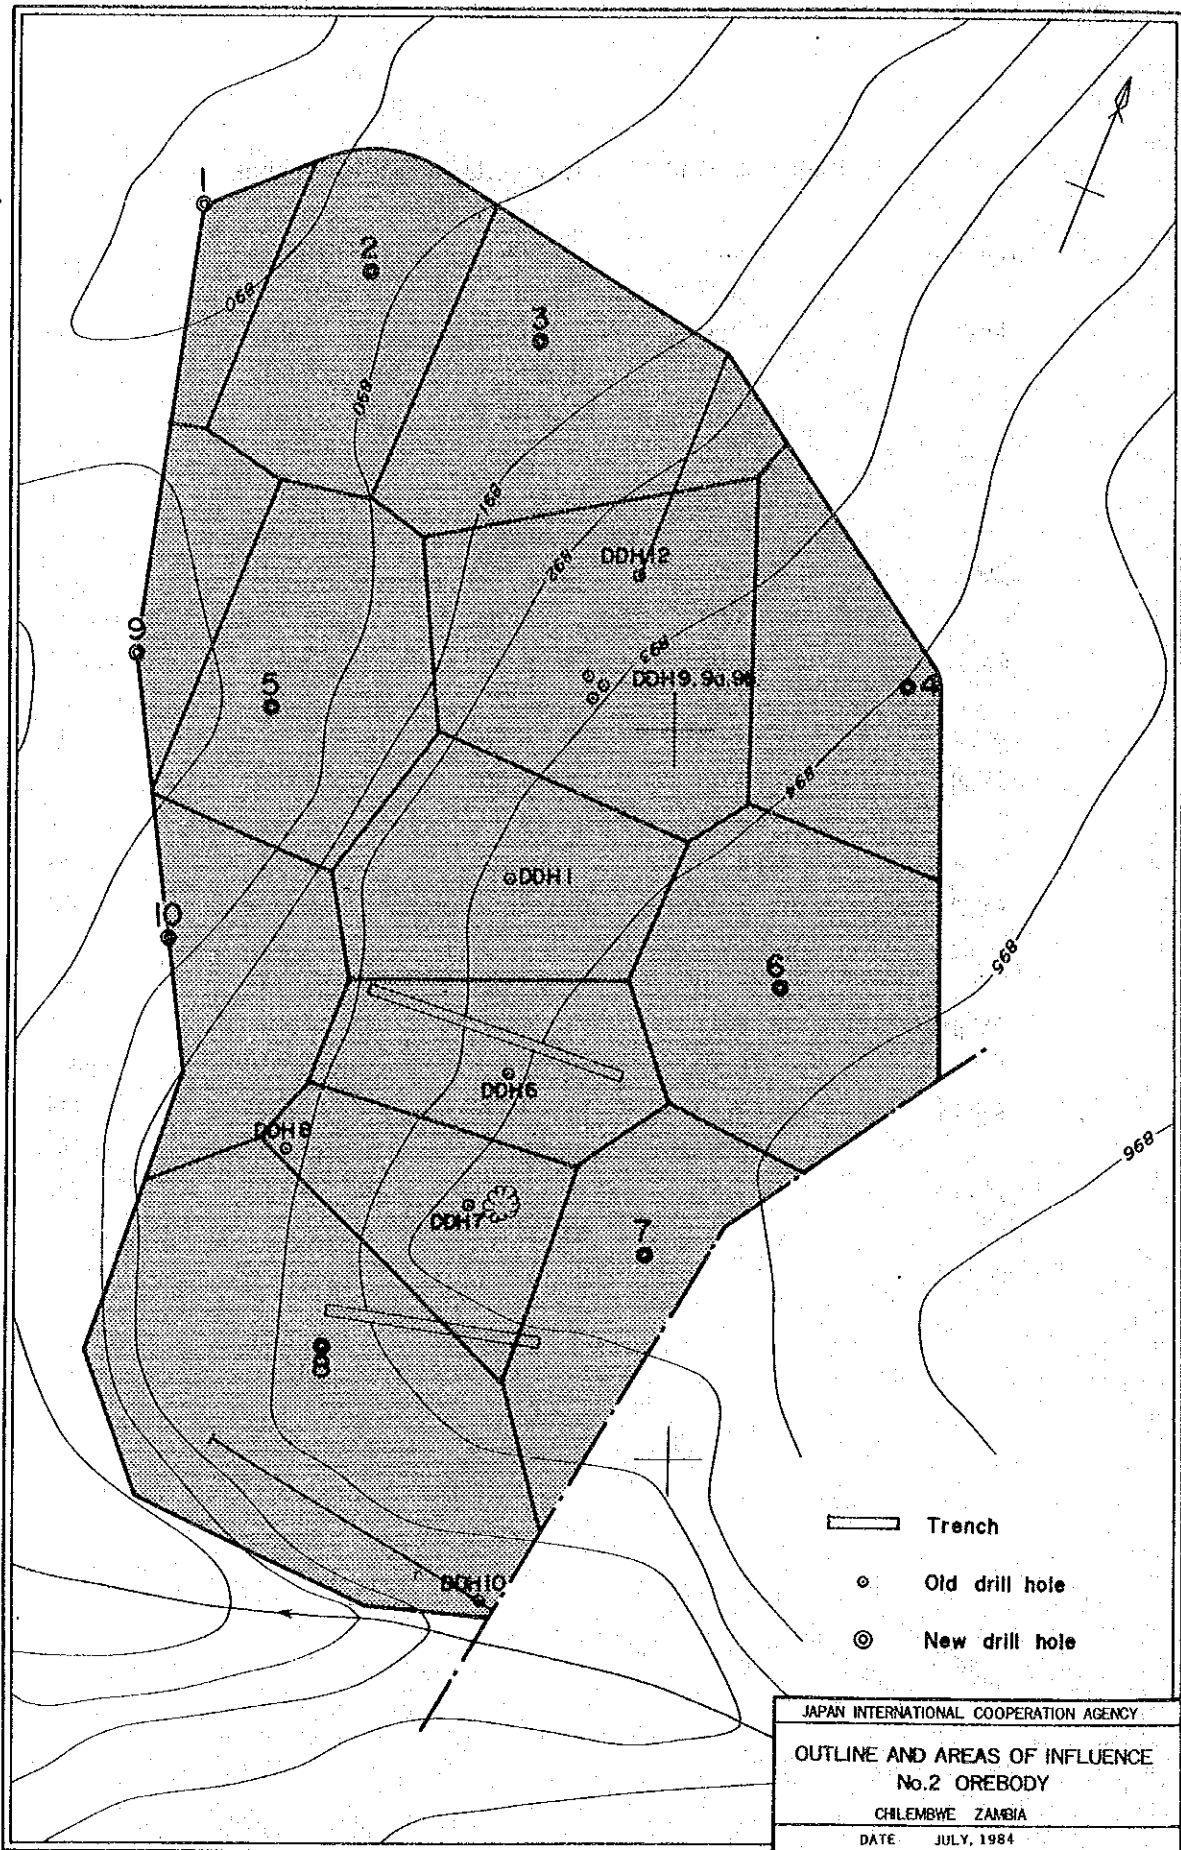 1
2
890
3
890
891
DDH12
892
9
893
DDH9.9a.9b
4
5
894
DDH1
10
895
6
DDH6
DDH8
896
DDH7
7
8
Trench
DDH10
Old drill hole
New drill hole
JAPAN INTERNATIONAL COOPERATION AGENCY
OUTLINE AND AREAS OF INFLUENCE
No.2 OREBODY
CHILEMBWE ZAMBIA
DATE JULY, 1984